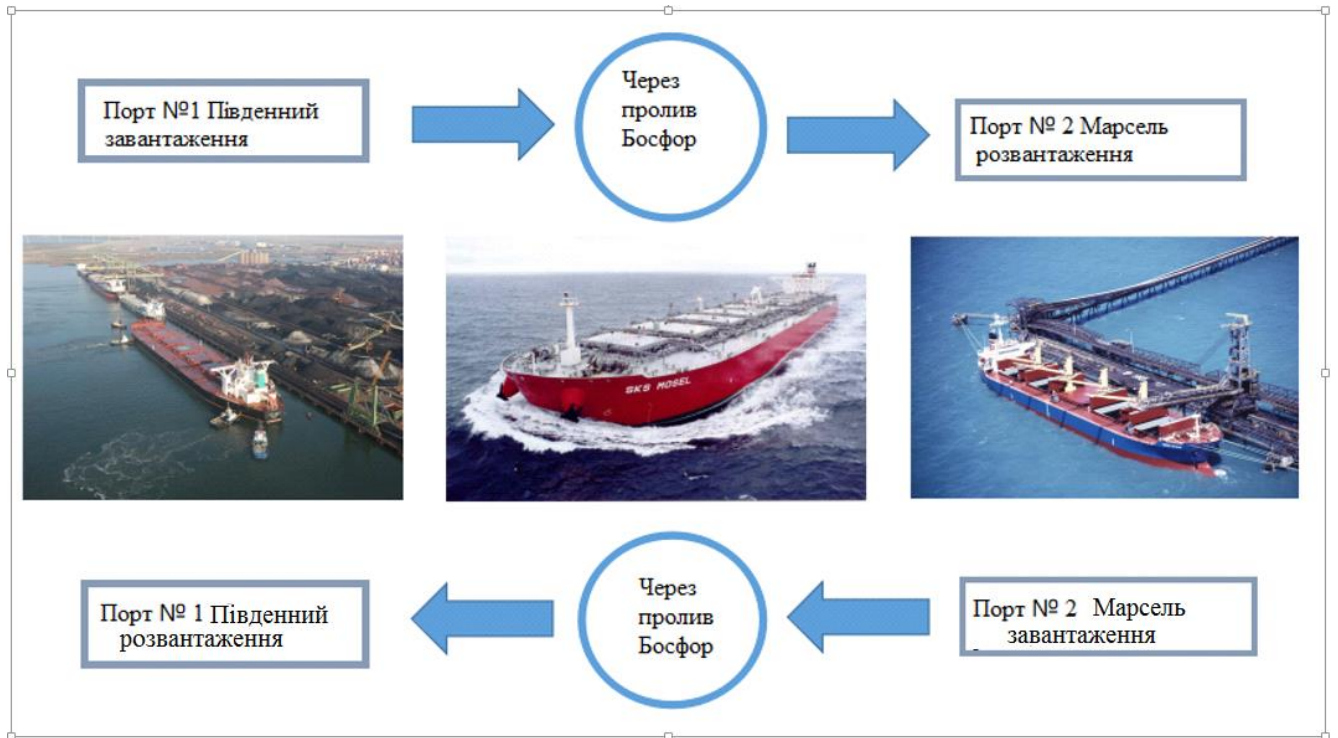 Порт №1 Південний
завантаження
Через
пролив
Босфор
Порт № 2 Марсель
розвантаження
SKS MOSEL
Порт № 1 Південний
розвантаження
Через
пролив
Босфор
Порт № 2 Марсель
завантаження